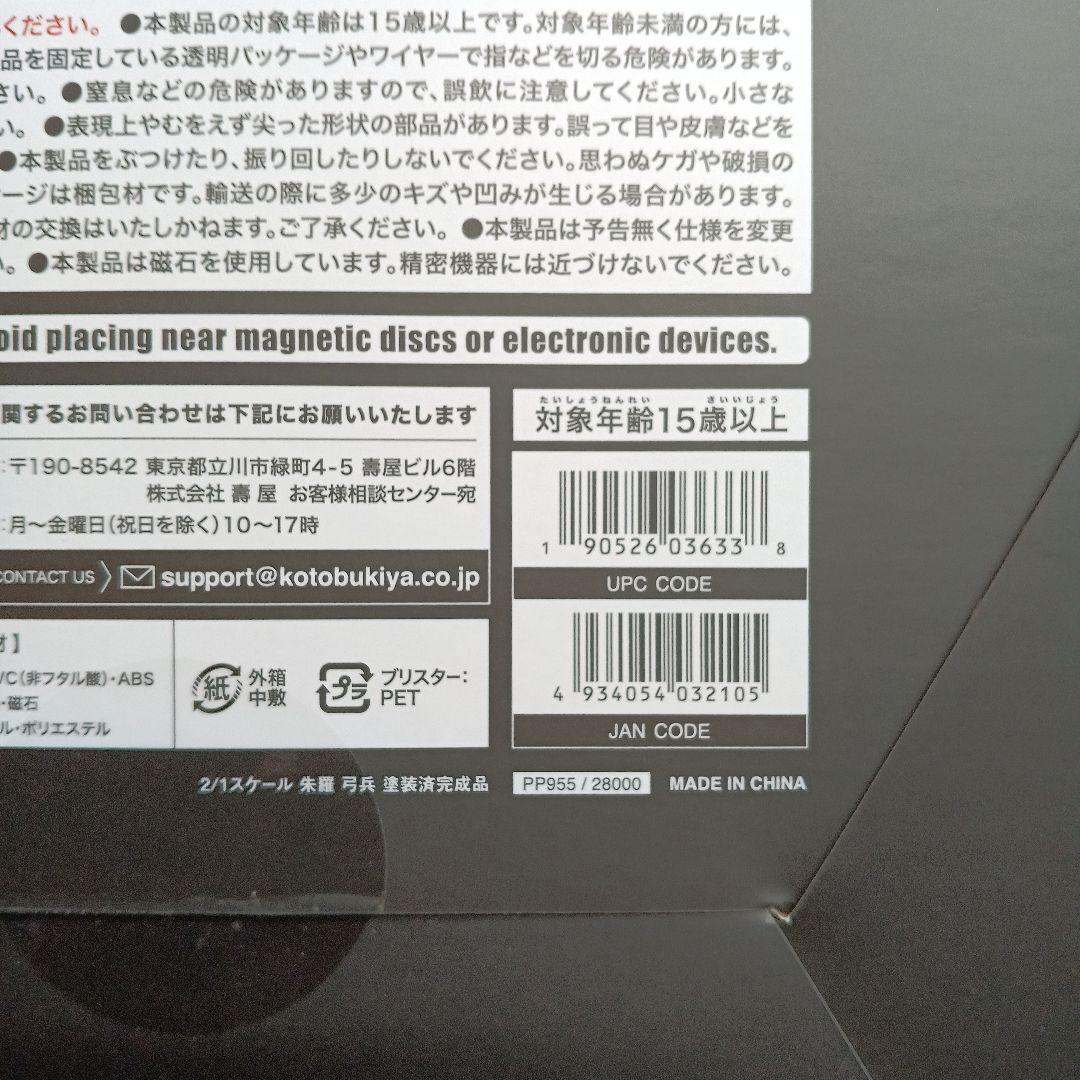 ください。 ●本製品の対象年齢は15歳以上です。対象年齢未満の方には、
品を固定している透明パッケージやワイヤーで指などを切る危険があります。
さい。 ●窒息などの危険がありますので、誤飲に注意してください。小さな
い。 ●表現上やむをえず尖った形状の部品があります。誤って目や皮膚などを
●本製品をぶつけたり、振り回したりしないでください。思わぬケガや破損の
ージは梱包材です。輸送の際に多少のキズや凹みが生じる場合があります。
材の交換はいたしかねます。ご了承ください。 ●本製品は予告無く仕様を変更
い。 ●本製品は磁石を使用しています。精密機器には近づけないでください。
oid placing near magnetic discs or electronic devices.
関するお問い合わせは下記にお願いいたします
:〒190-8542 東京都立川市緑町4-5 壽屋ビル6階
株式会社 壽 屋 お客様相談センター宛
:月〜金曜日(祝日を除く)10〜17時
CONTACT US support@kotobukiya.co.jp
たいしょうねんれい さいいじょう
対象年齢15歳以上
1 90526 03633 8
UPC CODE
4 934054 032105
JAN CODE
材】
VC(非フタル酸)・ABS
・磁石
ル・ポリエステル
紙 外箱
中敷
プラ ブリスター:
PET
2/1スケール 朱羅 弓兵 塗装済完成品
PP955 / 28000 MADE IN CHINA